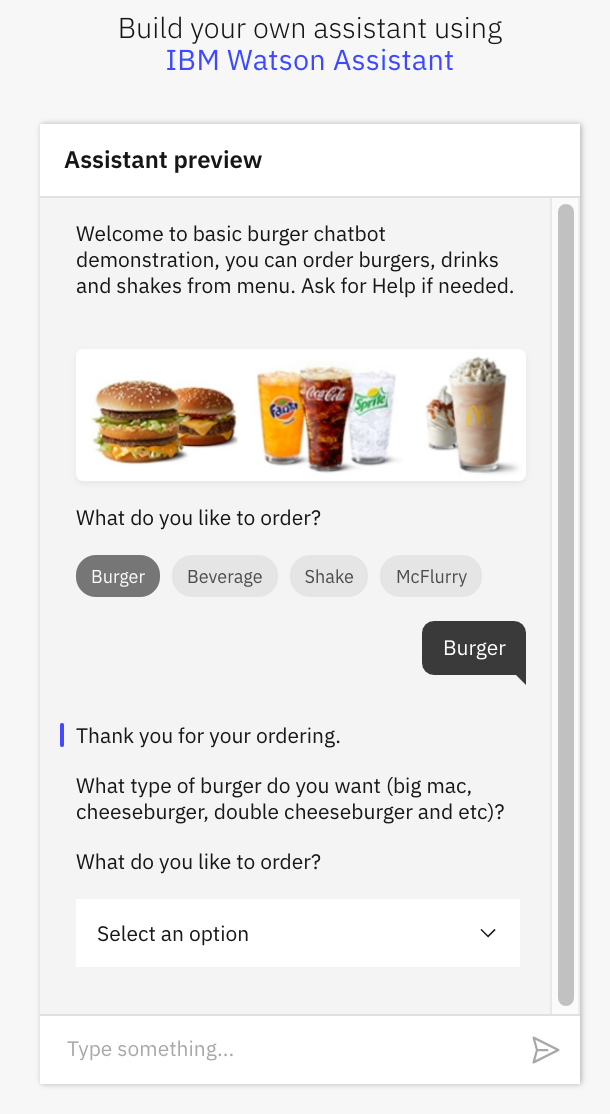 Build your own assistant using
IBM Watson Assistant
Assistant preview
Welcome to basic burger chatbot
demonstration, you can order burgers, drinks
and shakes from menu. Ask for Help if needed.
Fanta
Coca-Cola
Sprite
What do you like to order?
Burger
Beverage
Shake
McFlurry
Burger
Thank you for your ordering.
What type of burger do you want (big mac,
cheeseburger, double cheeseburger and etc)?
What do you like to order?
Select an option
Type something...